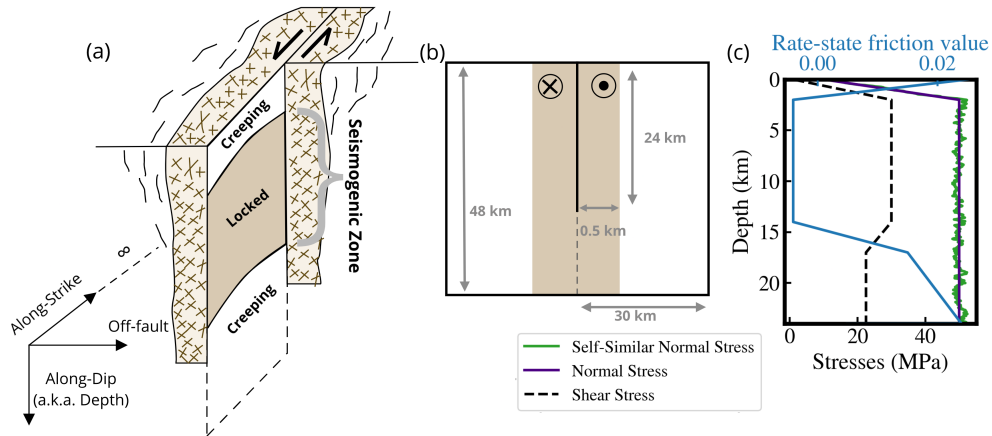 (a)
Creeping
Locked
Creeping
Seismogenic Zone
∞
Along-Strike
Off-fault
Along-Dip
(a.k.a. Depth)
(b)
48 km
24 km
0.5 km
30 km
(c)
Rate-state friction value
0.00 0.02
0
5
10
15
20
Depth (km)
0 20 40
Stresses (MPa)
Self-Similar Normal Stress
Normal Stress
Shear Stress